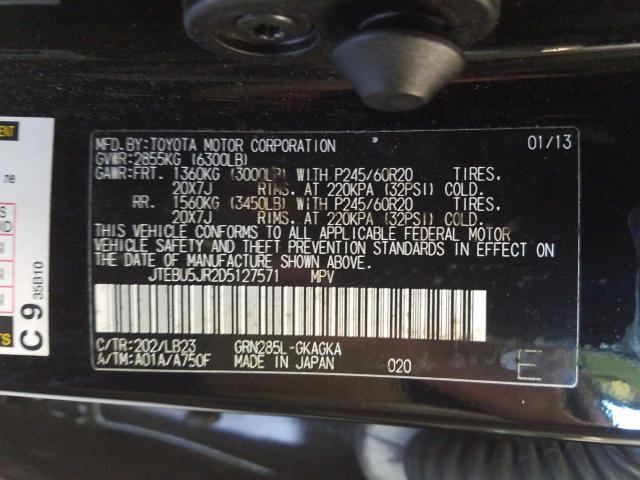 MFD.BY:TOYOTA MOTOR CORPORATION 01/13
GVWR:2855KG (6300LB)
GAWR:FRT. 1360KG (3000LB) WITH P245/60R20 TIRES,
20X7J RIMS, AT 220KPA (32PSI) COLD.
RR. 1560KG (3450LB) WITH P245/60R20 TIRES,
20X7J RIMS, AT 220KPA (32PSI) COLD.
THIS VEHICLE CONFORMS TO ALL APPLICABLE FEDERAL MOTOR
VEHICLE SAFETY AND THEFT PREVENTION STANDARDS IN EFFECT ON
THE DATE OF MANUFACTURE SHOWN ABOVE.
JTEBU5JR2D5127571 MPV
C/TR:202/LB23 GRN285L-GKAGKA
A/TM:A01A/A750F MADE IN JAPAN 020
E
ne
C 9 35B10